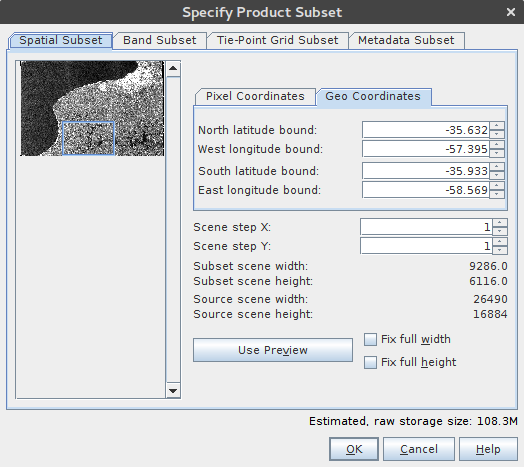 Specify Product Subset
Spatial Subset Band Subset Tie-Point Grid Subset Metadata Subset
Pixel Coordinates Geo Coordinates
North latitude bound: -35.632
West longitude bound: -57.395
South latitude bound: -35.933
East longitude bound: -58.569
Scene step X: 1
Scene step Y: 1
Subset scene width: 9286.0
Subset scene height: 6116.0
Source scene width: 26490
Source scene height: 16884
Use Preview
Fix full width
Fix full height
Estimated, raw storage size: 108.3M
OK Cancel Help